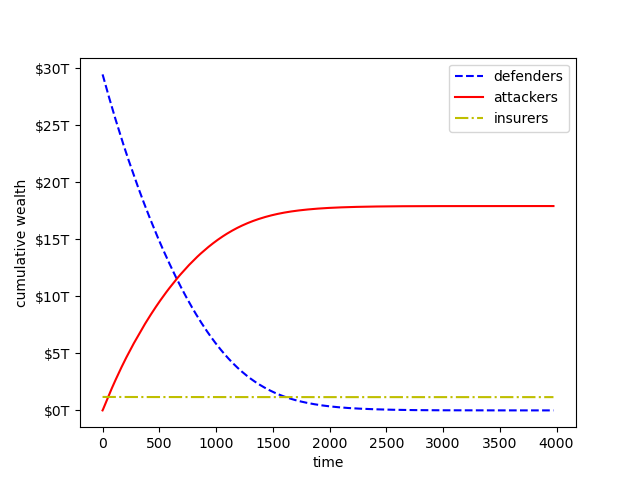 defenders
attackers
insurers
$30T
$25T
$20T
$15T
$10T
$5T
$0T
cumulative wealth
0 500 1000 1500 2000 2500 3000 3500 4000
time